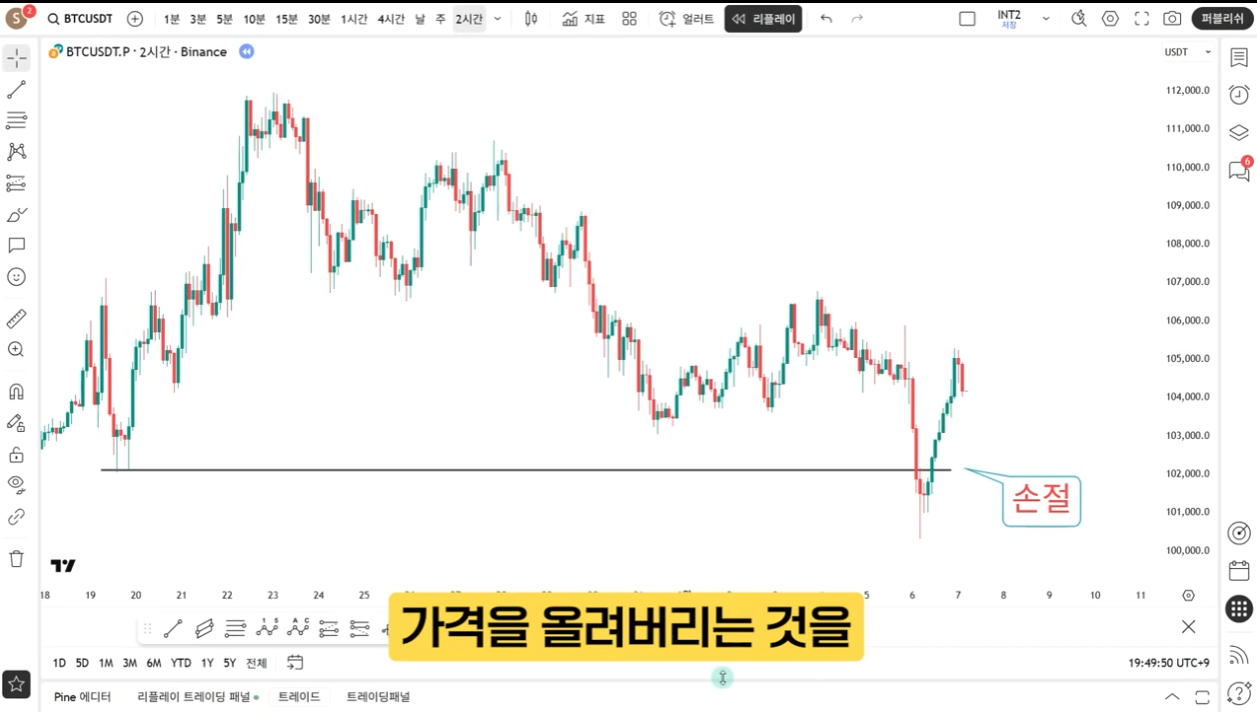 S
2
BTCUSDT
1분 3분 5분 10분 15분 30분 1시간 4시간 날 주 2시간
지표
얼러트
리플레이
INT2
저장
퍼블리쉬
BTCUSDT.P · 2시간 · Binance
USDT
112,000.0
111,000.0
110,000.0
109,000.0
108,000.0
107,000.0
106,000.0
105,000.0
104,000.0
103,000.0
102,000.0
101,000.0
100,000.0
6
손절
18 19 20 21 22 23 24 25 5 6 7 8 9 10 11
가격을 올려버리는 것을
1D 5D 1M 3M 6M YTD 1Y 5Y 전체
19:49:50 UTC+9
Pine 에디터 리플레이 트레이딩 패널 트레이드 트레이딩패널